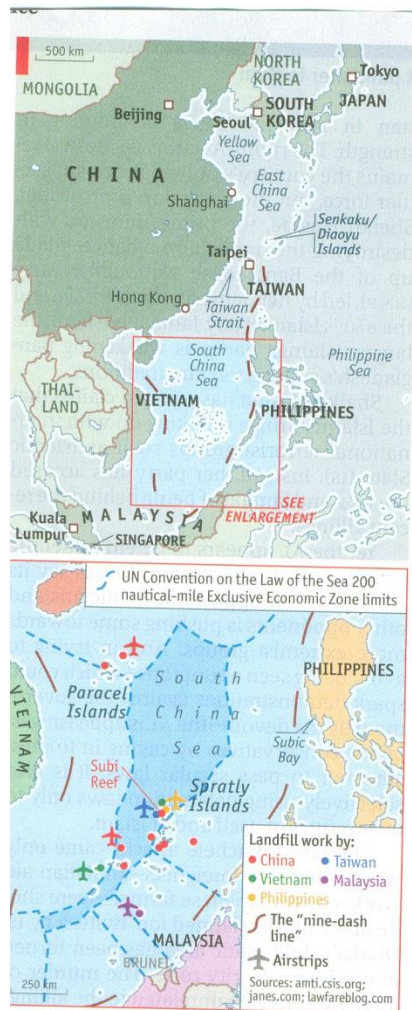 500 km
MONGOLIA
NORTH
KOREA
Tokyo
Beijing
Seoul
SOUTH
KOREA
JAPAN
Yellow
Sea
CHINA
East
China
Sea
Shanghai
Senkaku/
Diaoyu
Islands
Taipei
TAIWAN
Hong Kong
Taiwan
Strait
South
China
Sea
Philippine
Sea
THAI-
LAND
VIETNAM
PHILIPPINES
Kuala
Lumpur
MALAYSIA
SINGAPORE
SEE
ENLARGEMENT
UN Convention on the Law of the Sea 200
nautical-mile Exclusive Economic Zone limits
Paracel
Islands
South
China
Sea
PHILIPPINES
VIETNAM
Subic
Bay
Subi
Reef
Spratly
Islands
Landfill work by:
China
Taiwan
Vietnam
Malaysia
Philippines
The "nine-dash
line"
Airstrips
Sources: amti.csis.org;
janes.com; lawfareblog.com
MALAYSIA
BRUNEI
250 km